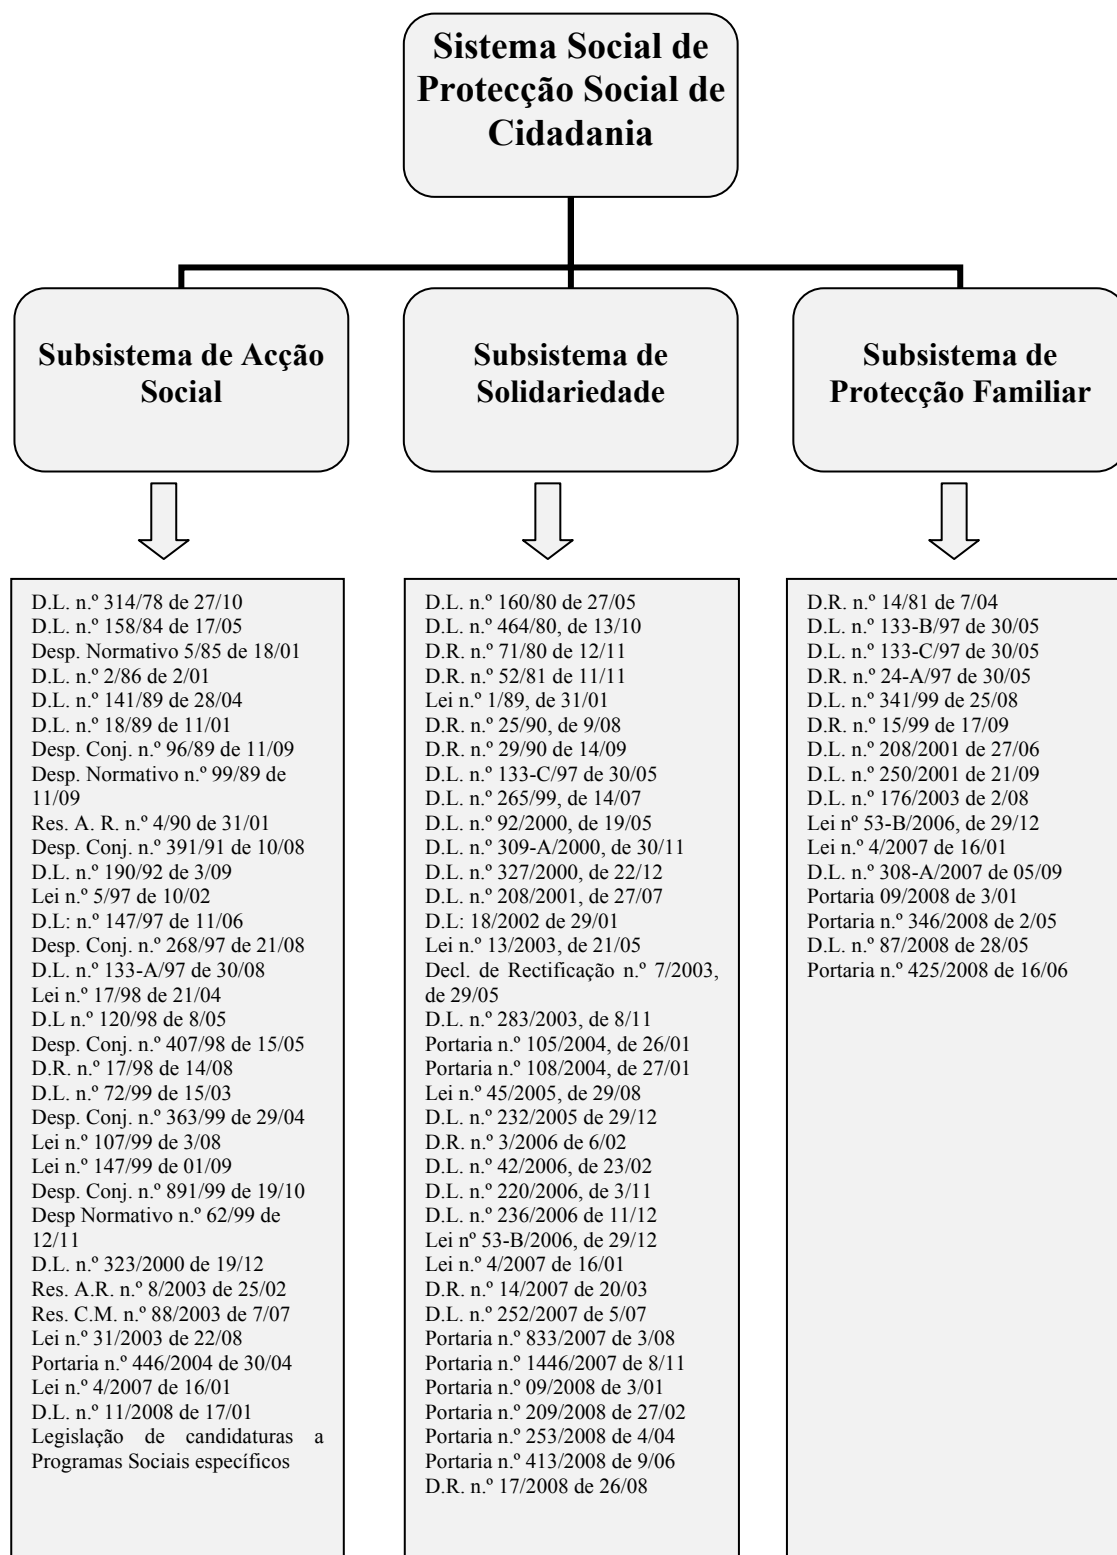 Sistema Social de
Protecção Social de
Cidadania
Subsistema de Acção
Social
Subsistema de
Solidariedade
Subsistema de
Protecção Familiar
D.L. n.º 314/78 de 27/10
D.L. n.º 158/84 de 17/05
Desp. Normativo 5/85 de 18/01
D.L. n.º 2/86 de 2/01
D.L. n.º 141/89 de 28/04
D.L. n.º 18/89 de 11/01
Desp. Conj. n.º 96/89 de 11/09
Desp. Normativo n.º 99/89 de
11/09
Res. A. R. n.º 4/90 de 31/01
Desp. Conj. n.º 391/91 de 10/08
D.L. n.º 190/92 de 3/09
Lei n.º 5/97 de 10/02
D.L: n.º 147/97 de 11/06
Desp. Conj. n.º 268/97 de 21/08
D.L. n.º 133-A/97 de 30/08
Lei n.º 17/98 de 21/04
D.L n.º 120/98 de 8/05
Desp. Conj. n.º 407/98 de 15/05
D.R. n.º 17/98 de 14/08
D.L. n.º 72/99 de 15/03
Desp. Conj. n.º 363/99 de 29/04
Lei n.º 107/99 de 3/08
Lei n.º 147/99 de 01/09
Desp. Conj. n.º 891/99 de 19/10
Desp Normativo n.º 62/99 de
12/11
D.L. n.º 323/2000 de 19/12
Res. A.R. n.º 8/2003 de 25/02
Res. C.M. n.º 88/2003 de 7/07
Lei n.º 31/2003 de 22/08
Portaria n.º 446/2004 de 30/04
Lei n.º 4/2007 de 16/01
D.L. n.º 11/2008 de 17/01
Legislação de candidaturas a
Programas Sociais específicos
D.L. n.º 160/80 de 27/05
D.L. n.º 464/80, de 13/10
D.R. n.º 71/80 de 12/11
D.R. n.º 52/81 de 11/11
Lei n.º 1/89, de 31/01
D.R. n.º 25/90, de 9/08
D.R. n.º 29/90 de 14/09
D.L. n.º 133-C/97 de 30/05
D.L. n.º 265/99, de 14/07
D.L. n.º 92/2000, de 19/05
D.L. n.º 309-A/2000, de 30/11
D.L. n.º 327/2000, de 22/12
D.L. n.º 208/2001, de 27/07
D.L: 18/2002 de 29/01
Lei n.º 13/2003, de 21/05
Decl. de Rectificação n.º 7/2003,
de 29/05
D.L. n.º 283/2003, de 8/11
Portaria n.º 105/2004, de 26/01
Portaria n.º 108/2004, de 27/01
Lei n.º 45/2005, de 29/08
D.L. n.º 232/2005 de 29/12
D.R. n.º 3/2006 de 6/02
D.L. n.º 42/2006, de 23/02
D.L. n.º 220/2006, de 3/11
D.L. n.º 236/2006 de 11/12
Lei nº 53-B/2006, de 29/12
Lei n.º 4/2007 de 16/01
D.R. n.º 14/2007 de 20/03
D.L. n.º 252/2007 de 5/07
Portaria n.º 833/2007 de 3/08
Portaria n.º 1446/2007 de 8/11
Portaria n.º 09/2008 de 3/01
Portaria n.º 209/2008 de 27/02
Portaria n.º 253/2008 de 4/04
Portaria n.º 413/2008 de 9/06
D.R. n.º 17/2008 de 26/08
D.R. n.º 14/81 de 7/04
D.L. n.º 133-B/97 de 30/05
D.L. n.º 133-C/97 de 30/05
D.R. n.º 24-A/97 de 30/05
D.L. n.º 341/99 de 25/08
D.R. n.º 15/99 de 17/09
D.L. n.º 208/2001 de 27/06
D.L. n.º 250/2001 de 21/09
D.L. n.º 176/2003 de 2/08
Lei nº 53-B/2006, de 29/12
Lei n.º 4/2007 de 16/01
D.L. n.º 308-A/2007 de 05/09
Portaria 09/2008 de 3/01
Portaria n.º 346/2008 de 2/05
D.L. n.º 87/2008 de 28/05
Portaria n.º 425/2008 de 16/06